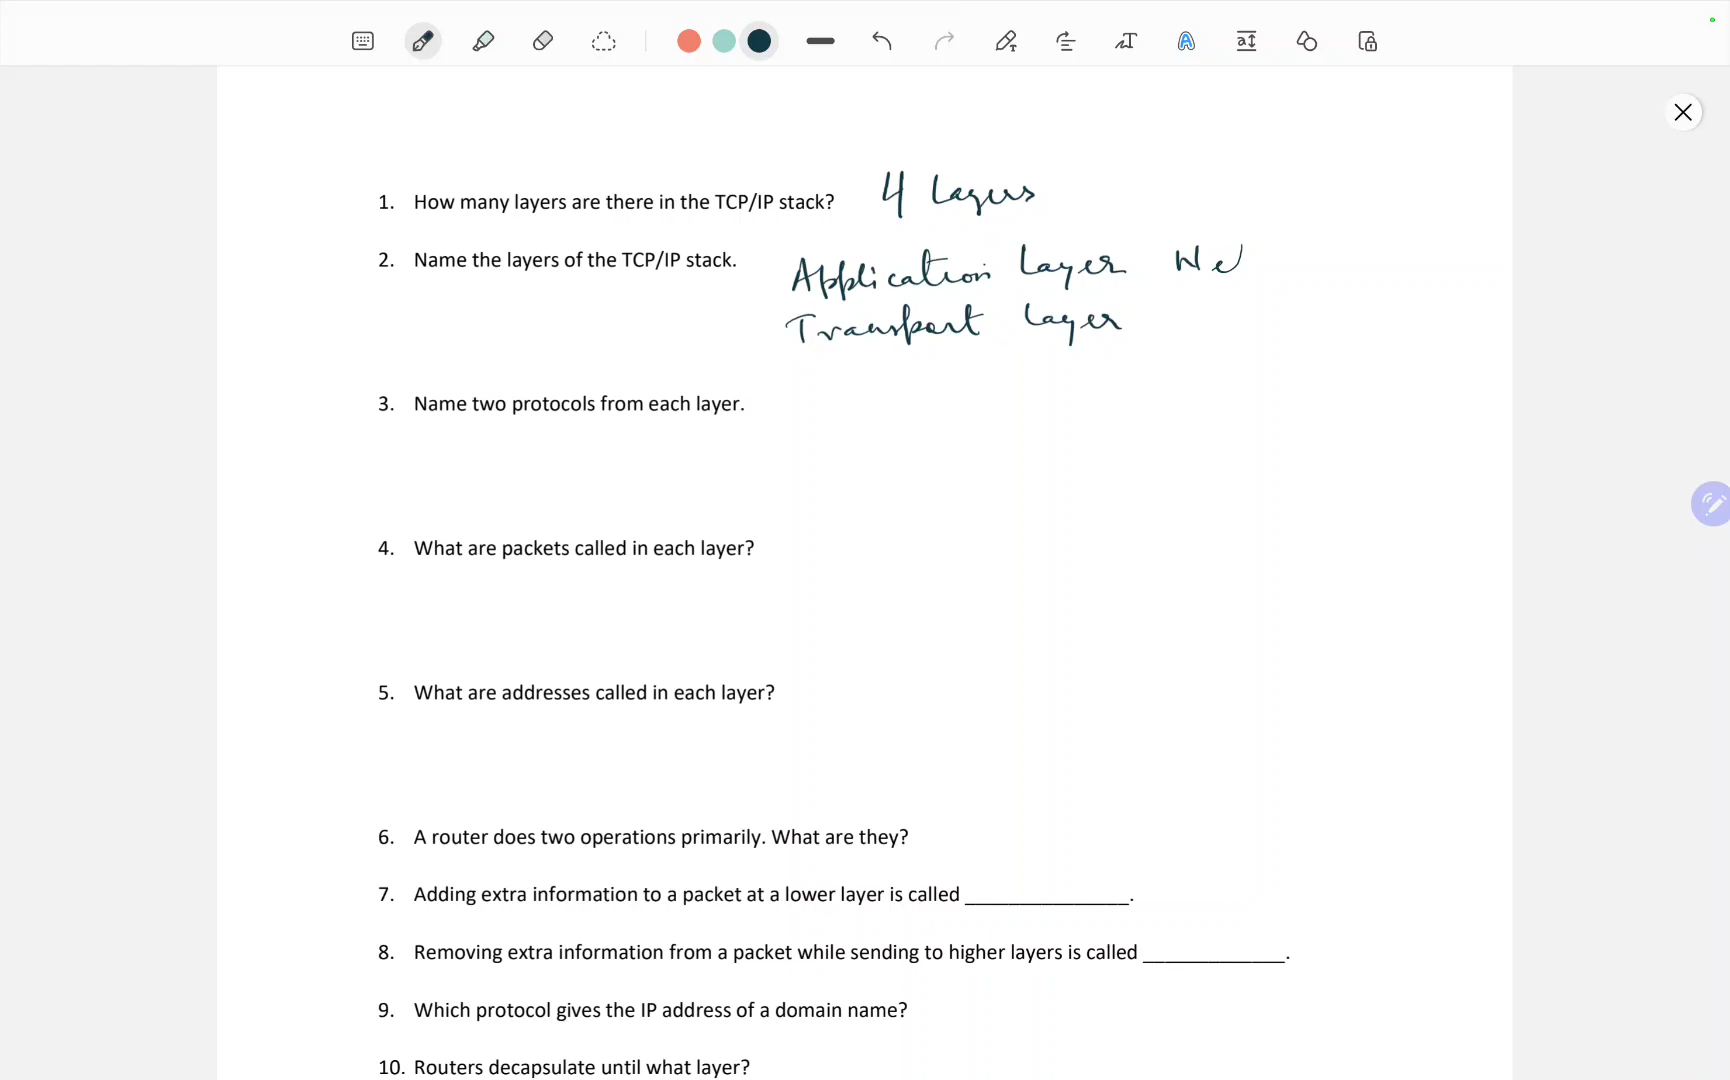 1. How many layers are there in the TCP/IP stack? 4 Layers
2. Name the layers of the TCP/IP stack. Application Layer Ne
Transport Layer
3. Name two protocols from each layer.
4. What are packets called in each layer?
5. What are addresses called in each layer?
6. A router does two operations primarily. What are they?
7. Adding extra information to a packet at a lower layer is called _______________.
8. Removing extra information from a packet while sending to higher layers is called _____________.
9. Which protocol gives the IP address of a domain name?
10. Routers decapsulate until what layer?